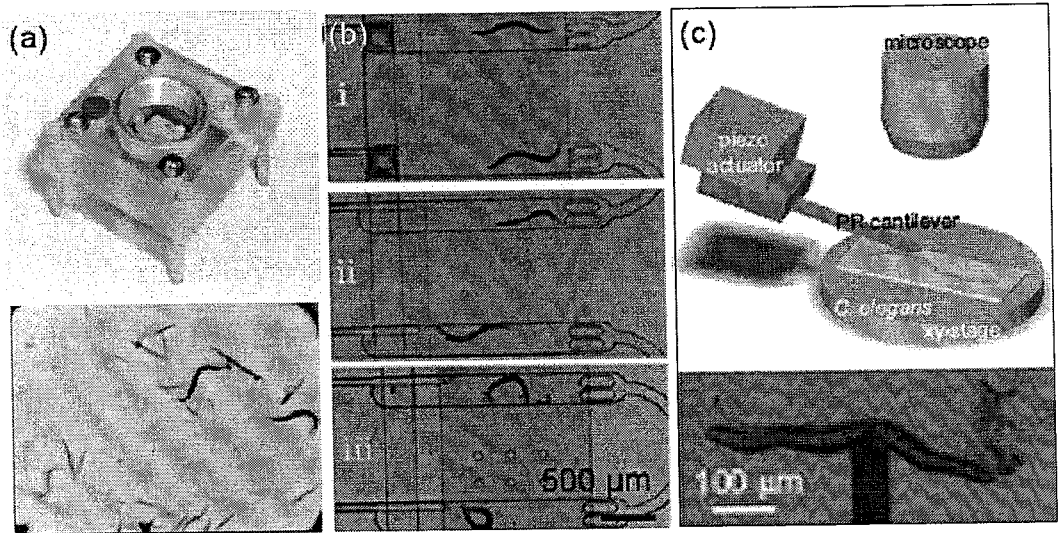 (a)
(b)
i
ii
iii
500 µm
(c)
microscope
piezo
actuator
PR-cantilever
C. elegans
xy-stage
100 µm